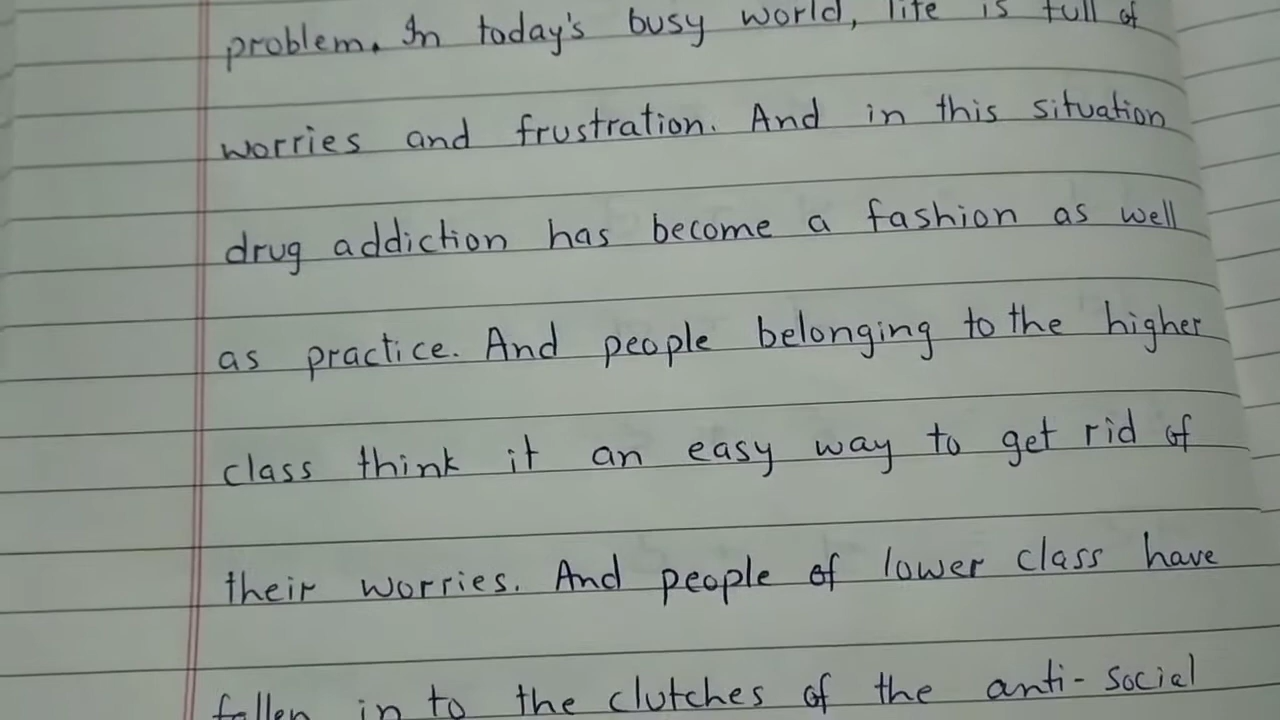 problem. In today's busy world, life is full of
worries and frustration. And in this situation
drug addiction has become a fashion as well
as practice. And people belonging to the higher
class think it an easy way to get rid of
their worries. And people of lower class have
fallen in to the clutches of the anti-social